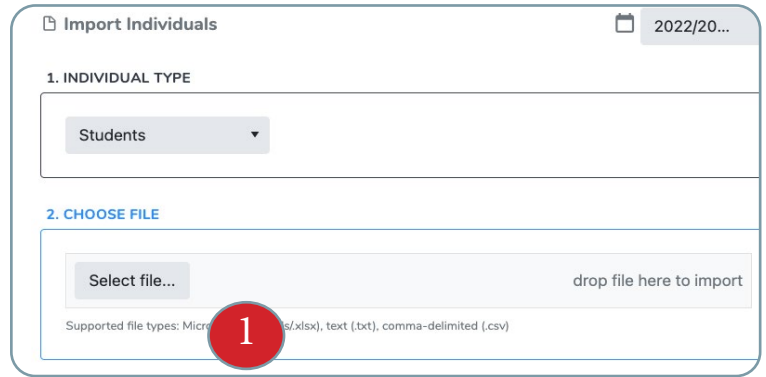 Import Individuals
2022/20...
1. INDIVIDUAL TYPE
Students
2. CHOOSE FILE
Select file...
drop file here to import
Supported file types: s/.xlsx), text (.txt), comma-delimited (.csv)
1